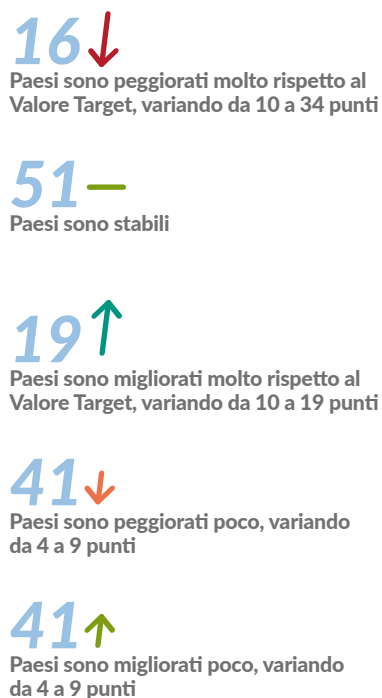 16
Paesi sono peggiorati molto rispetto al
Valore Target, variando da 10 a 34 punti
51
Paesi sono stabili
19
Paesi sono migliorati molto rispetto al
Valore Target, variando da 10 a 19 punti
41
Paesi sono peggiorati poco, variando
da 4 a 9 punti
41
Paesi sono migliorati poco, variando
da 4 a 9 punti